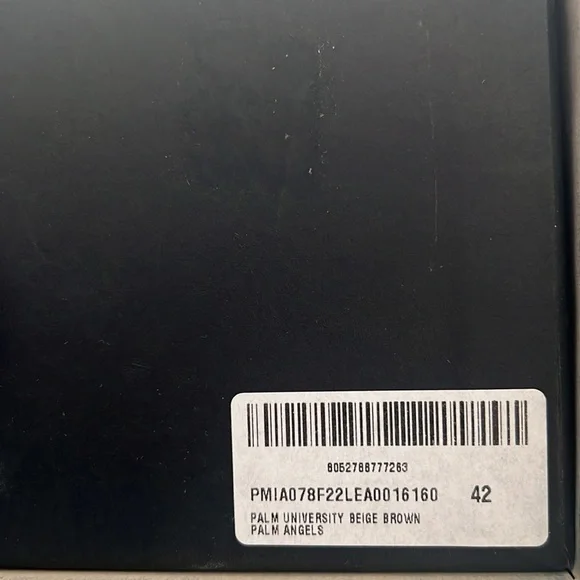 8052788777263
PMIA078F22LEA0016160 42
PALM UNIVERSITY BEIGE BROWN
PALM ANGELS